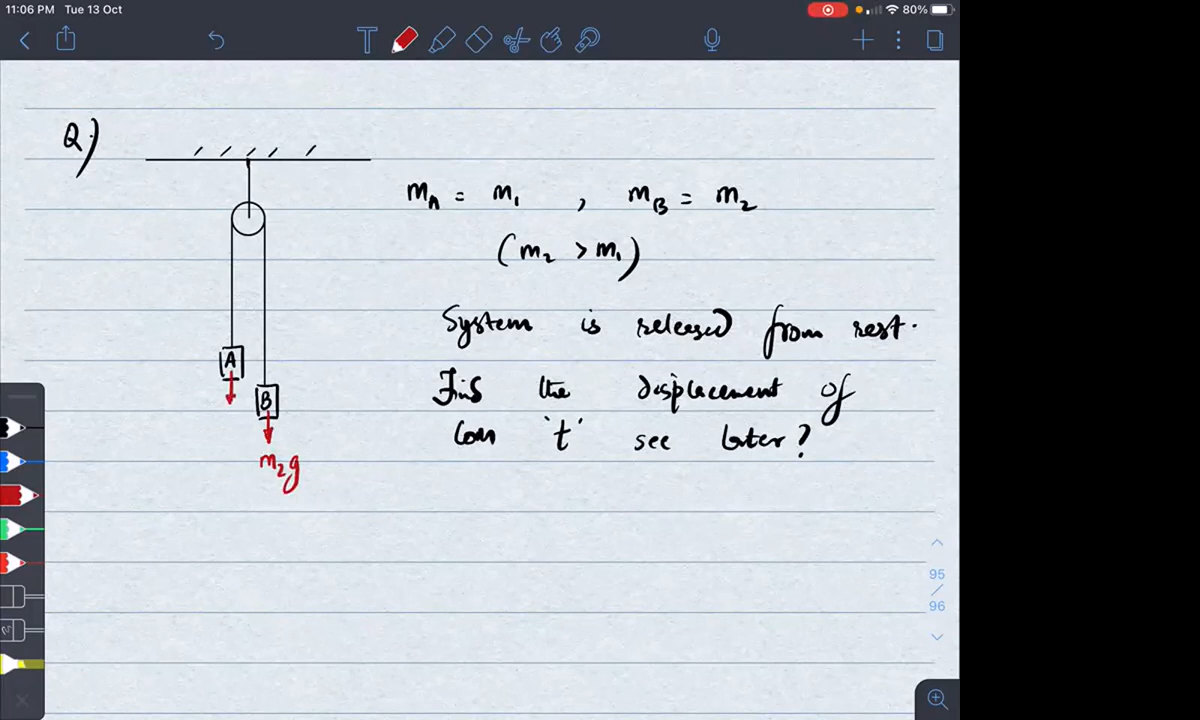 11:06 PM Tue 13 Oct
80%
Q)
mA = m1 , mB = m2
(m2 > m1)
System is released from rest.
Find the displacement of
Com 't' sec later?
A
B
m2g
95
/
96